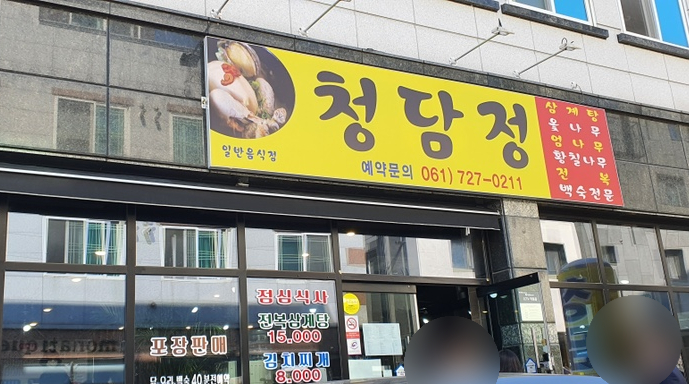 청담정
일반음식점
예약문의 061) 727-0211
삼계탕
옻나무
엄나무
황칠나무
전복
백숙전문
점심식사
전복삼계탕
15.000
김치찌개
8.000
포장판매